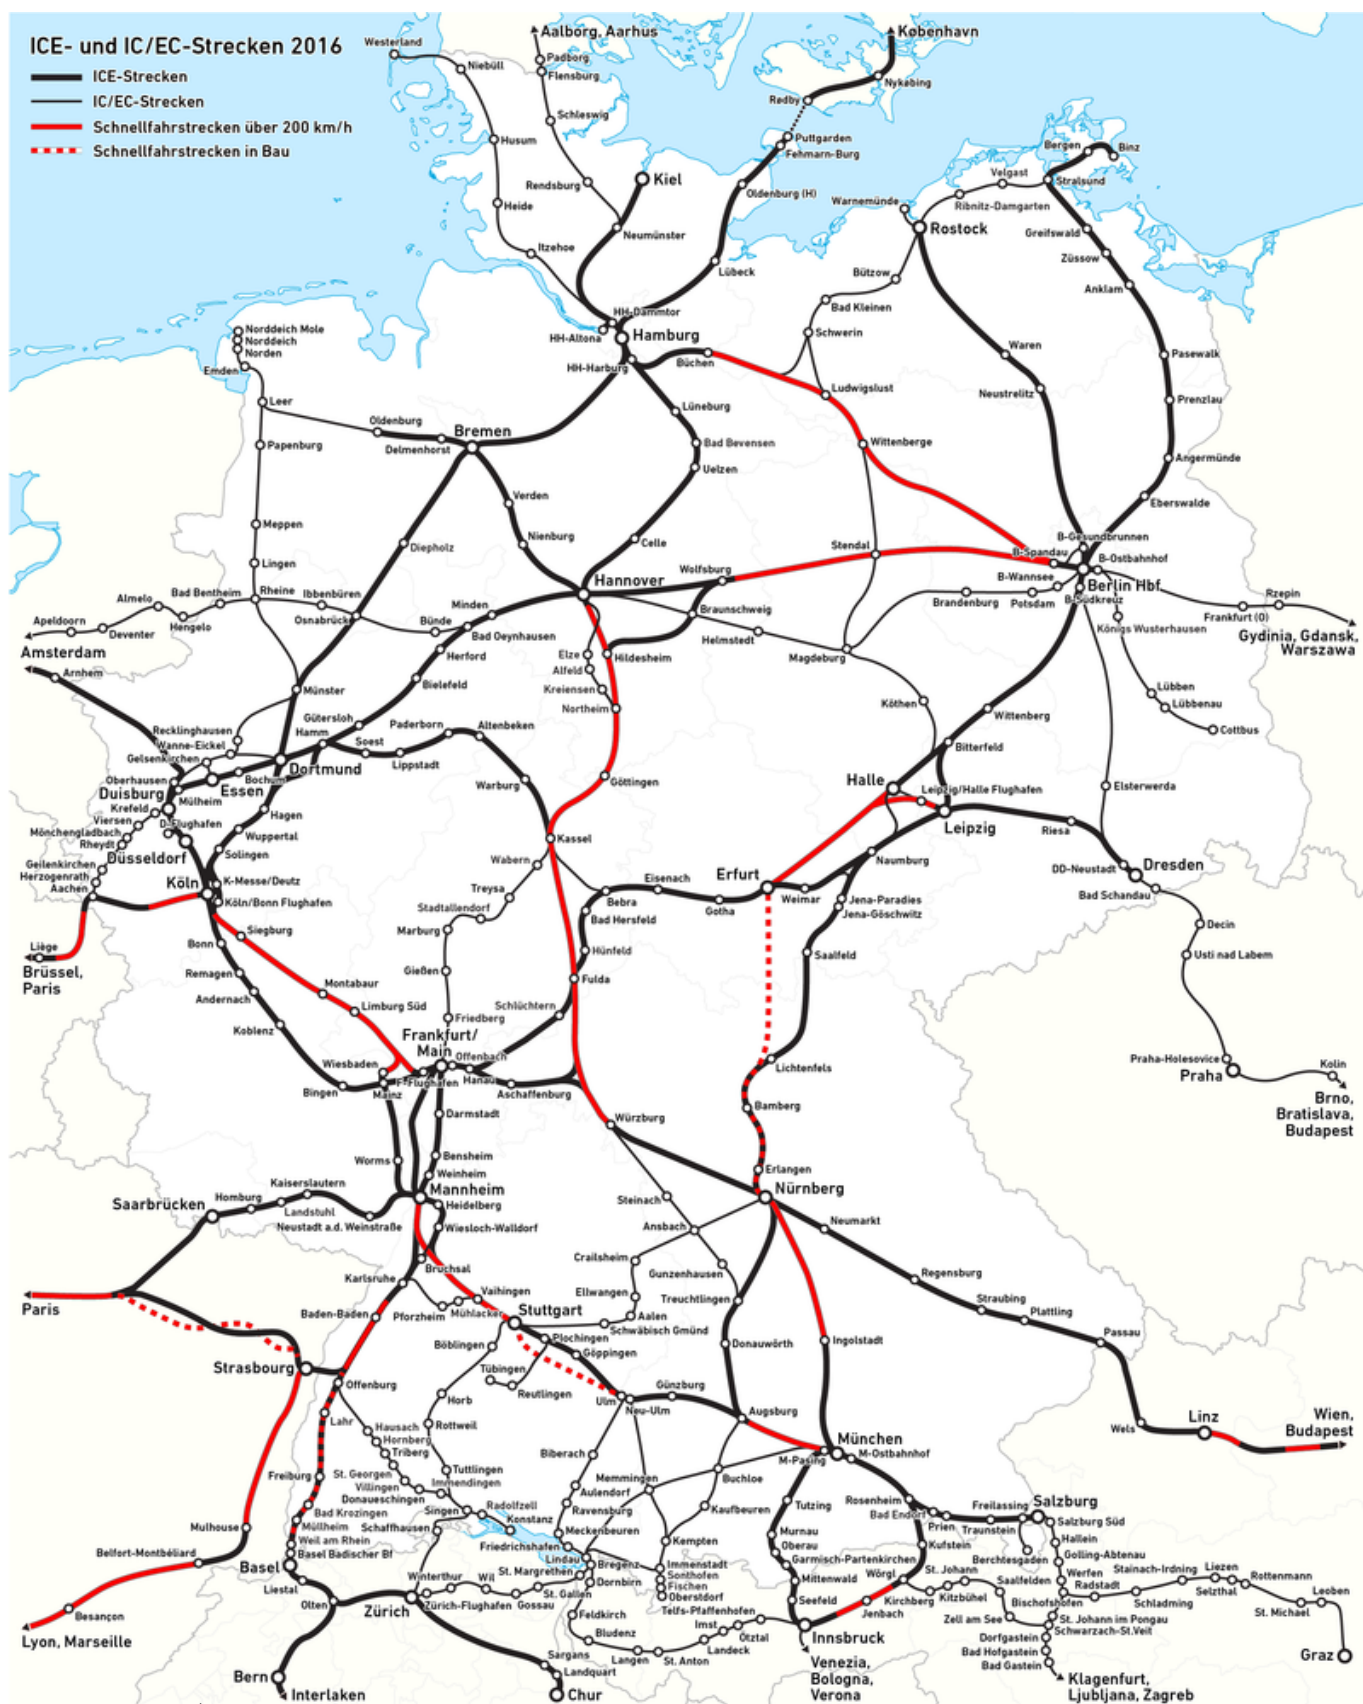 ICE- und IC/EC-Strecken 2016
ICE-Strecken
IC/EC-Strecken
Schnellfahrstrecken über 200 km/h
Schnellfahrstrecken in Bau
Westerland
Niebüll
Husum
Heide
Itzehoe
Aalborg, Aarhus
Padborg
Flensburg
Schleswig
Rendsburg
Kiel
Neumünster
København
Nykøbing
Rødby
Puttgarden
Fehmarn-Burg
Oldenburg (H)
Lübeck
Bergen
Binz
Stralsund
Velgast
Ribnitz-Damgarten
Warnemünde
Rostock
Greifswald
Züssow
Anklam
Bützow
Bad Kleinen
Schwerin
HH-Dammtor
HH-Altona
Hamburg
HH-Harburg
Büchen
Ludwigslust
Waren
Neustrelitz
Pasewalk
Prenzlau
Angermünde
Eberswalde
Norddeich Mole
Norddeich
Norden
Emden
Leer
Oldenburg
Delmenhorst
Bremen
Papenburg
Lüneburg
Bad Bevensen
Uelzen
Wittenberge
Verden
Nienburg
Celle
Diepholz
Meppen
Lingen
Stendal
B-Gesundbrunnen
B-Spandau
B-Ostbahnhof
B-Wannsee
Berlin Hbf
B-Südkreuz
Brandenburg
Potsdam
Königs Wusterhausen
Rzepin
Frankfurt (O)
Gydinia, Gdansk,
Warszawa
Wolfsburg
Hannover
Braunschweig
Helmstedt
Magdeburg
Almelo
Bad Bentheim
Rheine
Ibbenbüren
Apeldoorn
Deventer
Hengelo
Osnabrück
Bünde
Minden
Bad Oeynhausen
Amsterdam
Arnhem
Herford
Bielefeld
Elze
Alfeld
Kreiensen
Hildesheim
Northeim
Münster
Gütersloh
Hamm
Paderborn
Altenbeken
Soest
Lippstadt
Recklinghausen
Wanne-Eickel
Gelsenkirchen
Dortmund
Bochum
Oberhausen
Essen
Duisburg
Mülheim
Krefeld
Viersen
D-Flughafen
Mönchengladbach
Rheydt
Düsseldorf
Hagen
Wuppertal
Solingen
Warburg
Göttingen
Kassel
Lübben
Lübbenau
Cottbus
Köthen
Wittenberg
Bitterfeld
Halle
Leipzig/Halle Flughafen
Leipzig
Elsterwerda
Riesa
DD-Neustadt
Dresden
Bad Schandau
Geilenkirchen
Herzogenrath
Aachen
Köln
K-Messe/Deutz
Köln/Bonn Flughafen
Wabern
Treysa
Stadtallendorf
Marburg
Gießen
Friedberg
Bebra
Bad Hersfeld
Hünfeld
Eisenach
Gotha
Erfurt
Weimar
Naumburg
Jena-Paradies
Jena-Göschwitz
Saalfeld
Decin
Usti nad Labem
Liège
Brüssel,
Paris
Bonn
Siegburg
Remagen
Andernach
Koblenz
Montabaur
Limburg Süd
Fulda
Schlüchtern
Frankfurt/
Main
Offenbach
Hanau
F-Flughafen
Aschaffenburg
Wiesbaden
Bingen
Mainz
Lichtenfels
Praha-Holesovice
Praha
Kolin
Brno,
Bratislava,
Budapest
Darmstadt
Bensheim
Weinheim
Worms
Mannheim
Heidelberg
Wiesloch-Walldorf
Bruchsal
Würzburg
Bamberg
Erlangen
Nürnberg
Steinach
Ansbach
Neumarkt
Saarbrücken
Homburg
Kaiserslautern
Landstuhl
Neustadt a.d. Weinstraße
Crailsheim
Ellwangen
Aalen
Schwäbisch Gmünd
Gunzenhausen
Treuchtlingen
Donauwörth
Regensburg
Straubing
Plattling
Passau
Paris
Karlsruhe
Baden-Baden
Pforzheim
Mühlacker
Vaihingen
Stuttgart
Plochingen
Göppingen
Böblingen
Tübingen
Reutlingen
Ulm
Neu-Ulm
Günzburg
Augsburg
Ingolstadt
Wels
Linz
Wien,
Budapest
Strasbourg
Offenburg
Lahr
Hausach
Hornberg
Triberg
St. Georgen
Villingen
Donaueschingen
Horb
Rottweil
Tuttlingen
Immendingen
Freiburg
Bad Krozingen
Müllheim
Weil am Rhein
Basel Badischer Bf
Basel
Mulhouse
Belfort-Montbéliard
Besançon
Lyon, Marseille
Singen
Schaffhausen
Radolfzell
Konstanz
Biberach
Memmingen
Aulendorf
Ravensburg
Meckenbeuren
Friedrichshafen
Lindau
München
M-Ostbahnhof
M-Pasing
Buchloe
Kaufbeuren
Kempten
Immenstadt
Sonthofen
Fischen
Oberstdorf
Tutzing
Murnau
Oberau
Garmisch-Partenkirchen
Mittenwald
Seefeld
Rosenheim
Bad Endorf
Prien
Traunstein
Freilassing
Salzburg
Salzburg Süd
Hallein
Golling-Abtenau
Berchtesgaden
Kufstein
Wörgl
St. Johann
Kirchberg
Kitzbühel
Jenbach
Saalfelden
Werfen
Bischofshofen
Radstadt
Stainach-Irdning
Schladming
Liezen
Selzthal
Rottenmann
St. Michael
Leoben
Graz
Zell am See
St. Johann im Pongau
Schwarzach-St.Veit
Dorfgastein
Bad Hofgastein
Bad Gastein
Klagenfurt,
Ljubljana, Zagreb
Liestal
Olten
Zürich
Winterthur
Zürich-Flughafen
Wil
Gossau
St. Gallen
St. Margrethen
Bregenz
Dornbirn
Feldkirch
Bludenz
Langen
St. Anton
Landeck
Imst
Ötztal
Telfs-Pfaffenhofen
Innsbruck
Venezia,
Bologna,
Verona
Bern
Interlaken
Sargans
Landquart
Chur